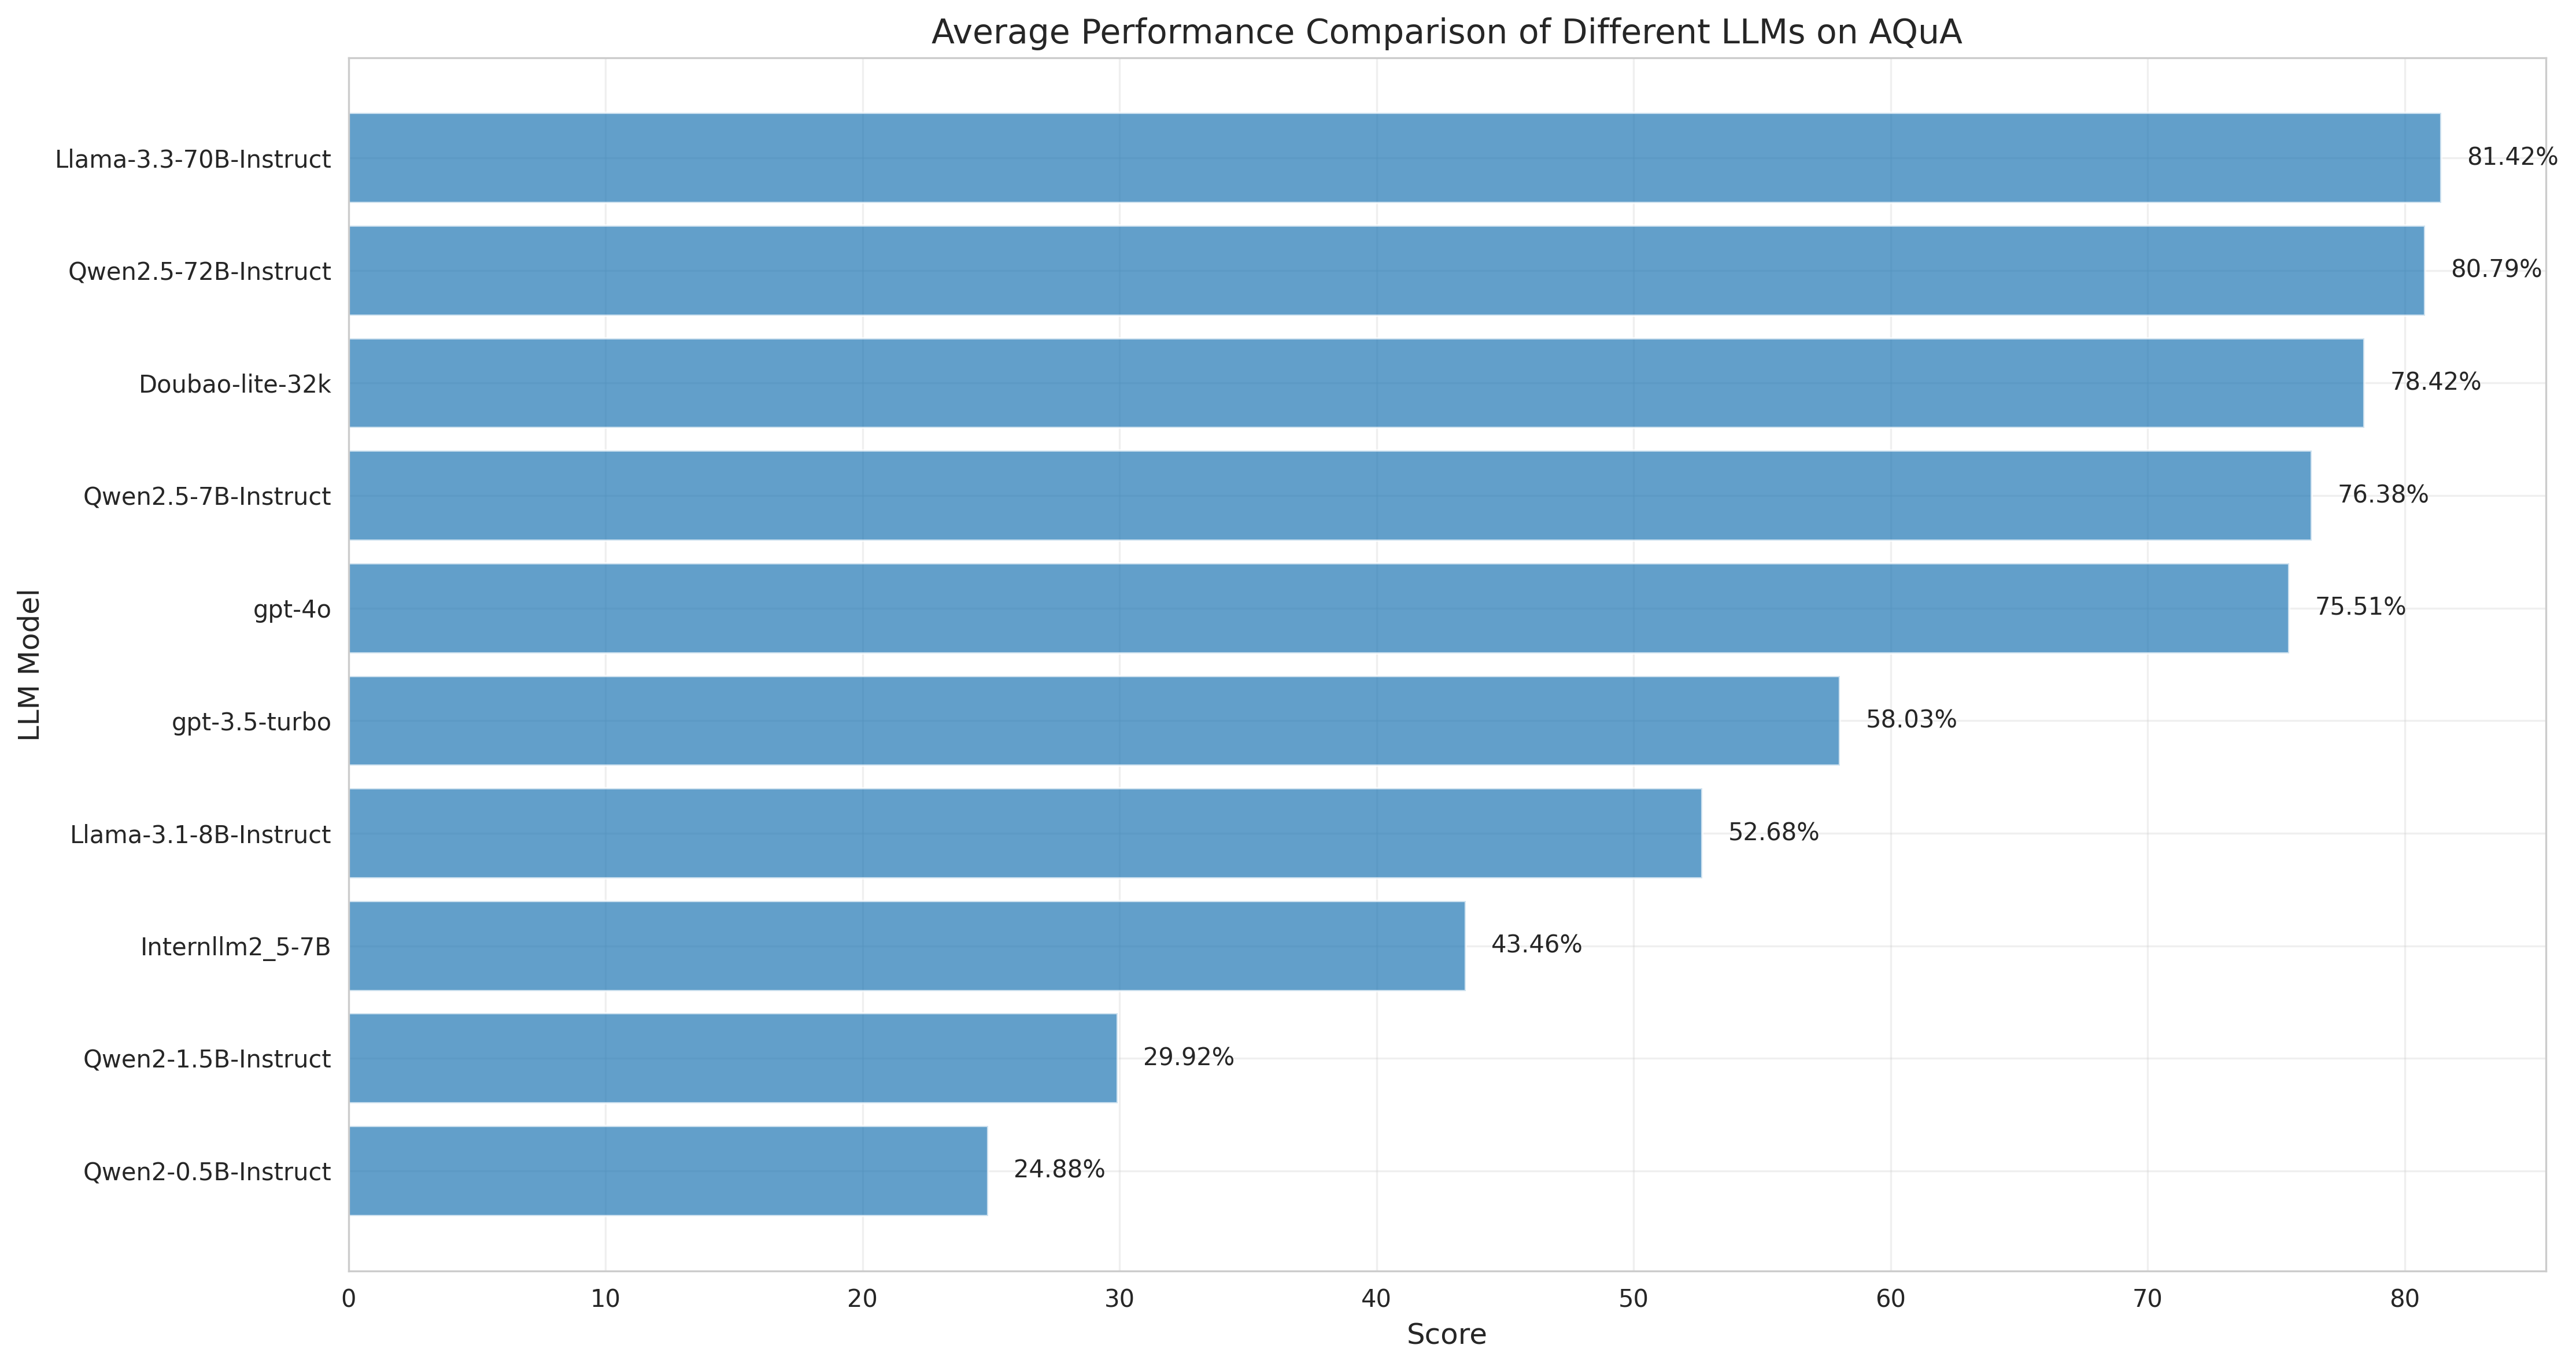 Average Performance Comparison of Different LLMs on AQuA
Llama-3.3-70B-Instruct 81.42%
Qwen2.5-72B-Instruct 80.79%
Doubao-lite-32k 78.42%
Qwen2.5-7B-Instruct 76.38%
gpt-4o 75.51%
gpt-3.5-turbo 58.03%
Llama-3.1-8B-Instruct 52.68%
Internllm2_5-7B 43.46%
Qwen2-1.5B-Instruct 29.92%
Qwen2-0.5B-Instruct 24.88%
LLM Model
0 10 20 30 40 50 60 70 80
Score